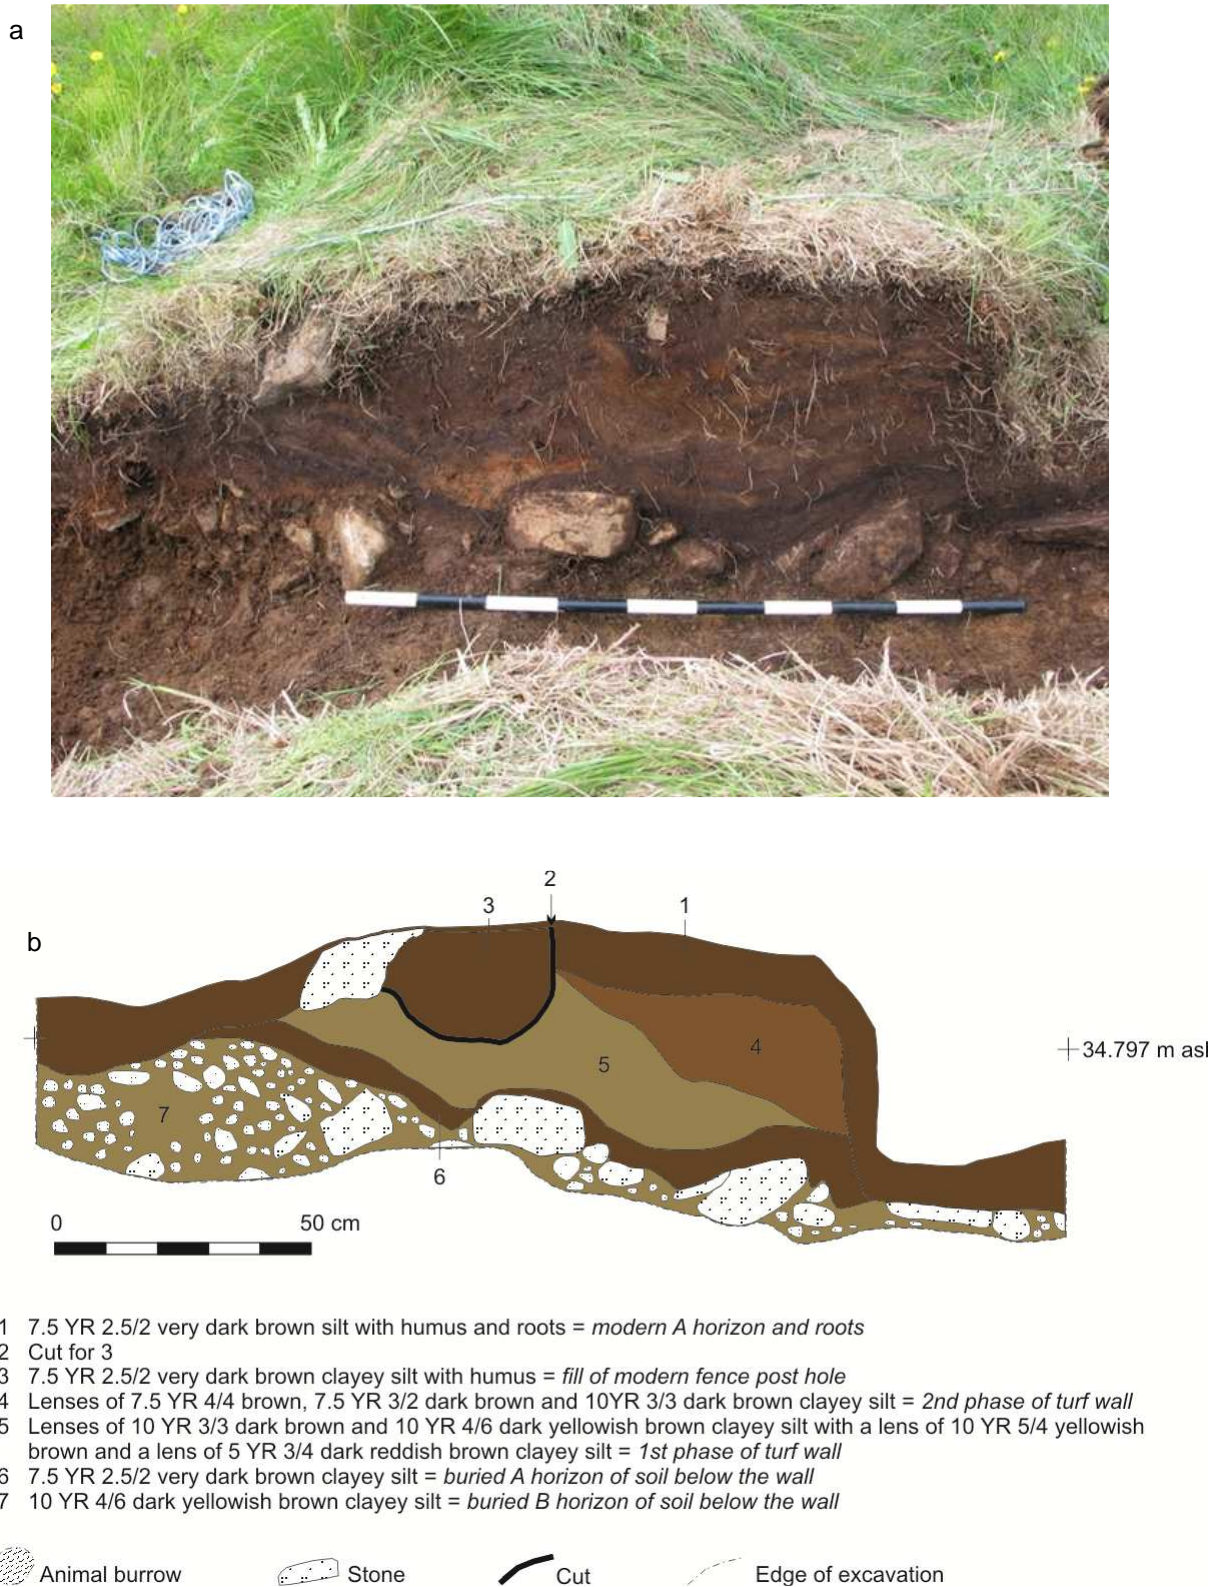 a
2
3 1
b
5 4
34.797 m asl
7
6
0 50 cm
1 7.5 YR 2.5/2 very dark brown silt with humus and roots = modern A horizon and roots
2 Cut for 3
3 7.5 YR 2.5/2 very dark brown clayey silt with humus = fill of modern fence post hole
4 Lenses of 7.5 YR 4/4 brown, 7.5 YR 3/2 dark brown and 10YR 3/3 dark brown clayey silt = 2nd phase of turf wall
5 Lenses of 10 YR 3/3 dark brown and 10 YR 4/6 dark yellowish brown clayey silt with a lens of 10 YR 5/4 yellowish
brown and a lens of 5 YR 3/4 dark reddish brown clayey silt = 1st phase of turf wall
6 7.5 YR 2.5/2 very dark brown clayey silt = buried A horizon of soil below the wall
7 10 YR 4/6 dark yellowish brown clayey silt = buried B horizon of soil below the wall
Animal burrow Stone Cut Edge of excavation